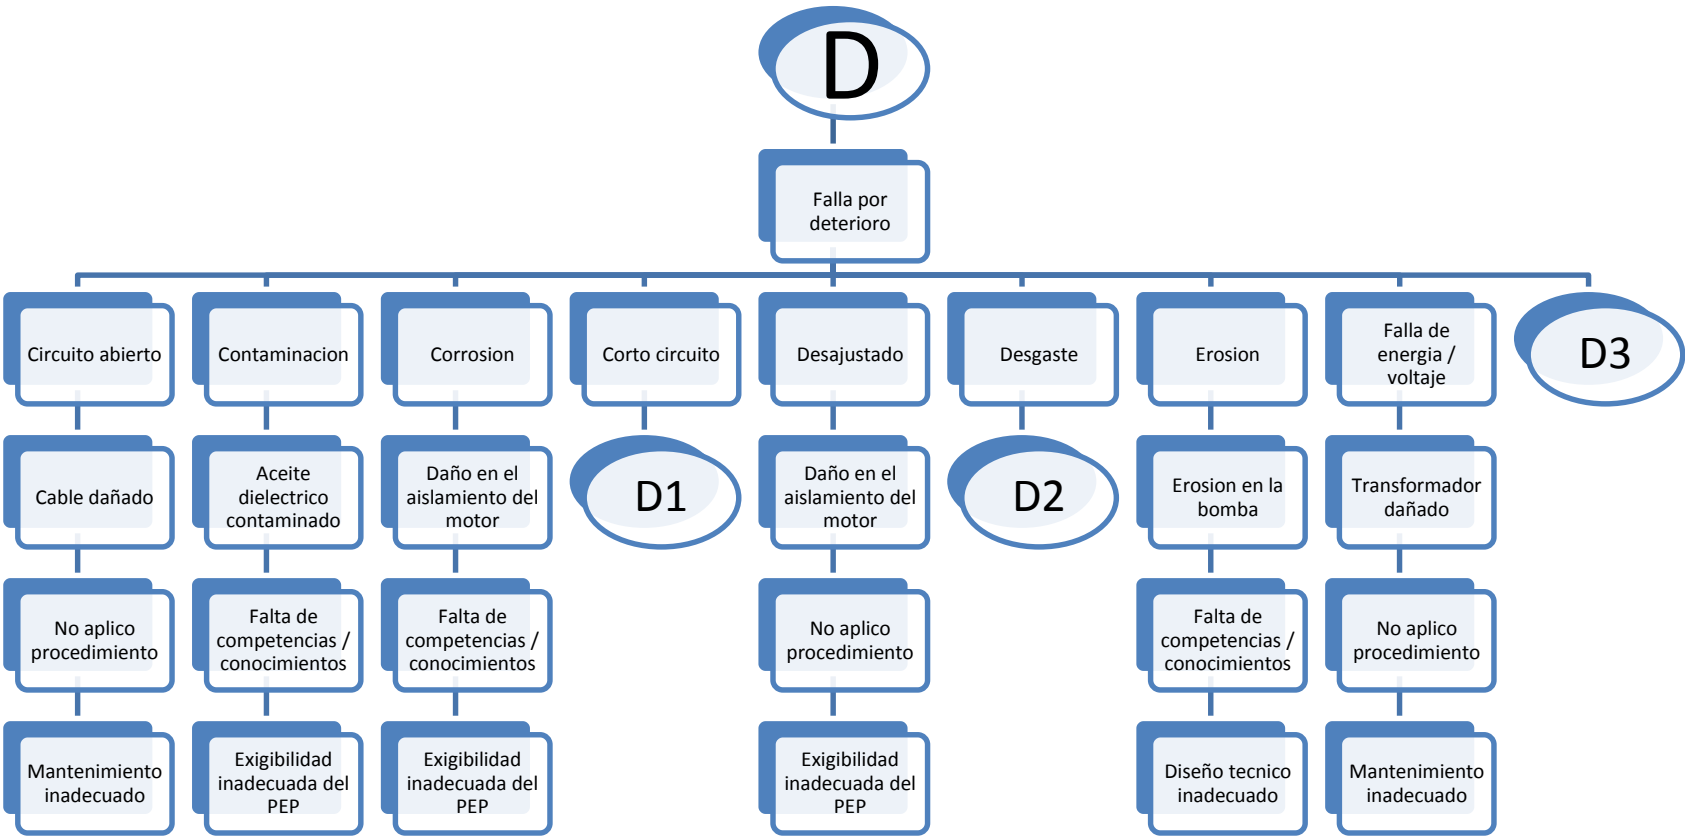 D
Falla por
deterioro
Circuito abierto
Contaminacion
Corrosion
Corto circuito
Desajustado
Desgaste
Erosion
Falla de
energia /
voltaje
D3
Cable dañado
Aceite
dielectrico
contaminado
Daño en el
aislamiento del
motor
D1
Daño en el
aislamiento del
motor
D2
Erosion en la
bomba
Transformador
dañado
No aplico
procedimiento
Falta de
competencias /
conocimientos
Falta de
competencias /
conocimientos
No aplico
procedimiento
Falta de
competencias /
conocimientos
No aplico
procedimiento
Mantenimiento
inadecuado
Exigibilidad
inadecuada del
PEP
Exigibilidad
inadecuada del
PEP
Exigibilidad
inadecuada del
PEP
Diseño tecnico
inadecuado
Mantenimiento
inadecuado